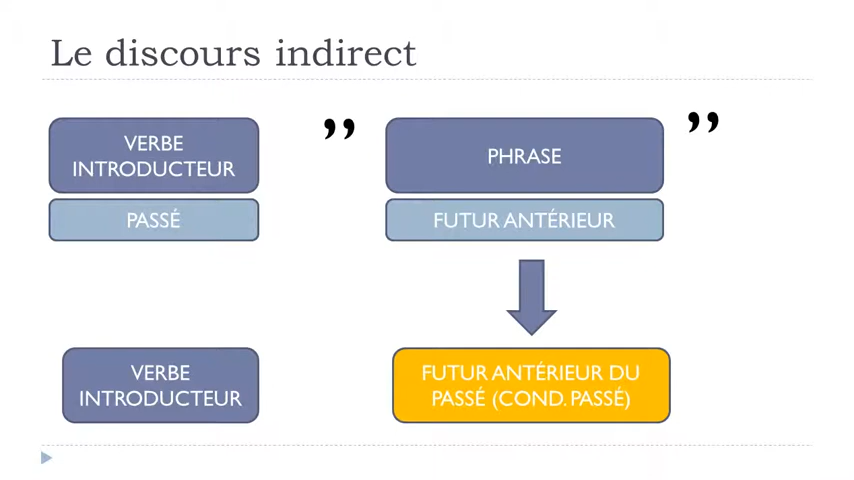 Le discours indirect
VERBE
INTRODUCTEUR
”
PHRASE
”
PASSÉ
FUTUR ANTÉRIEUR
VERBE
INTRODUCTEUR
FUTUR ANTÉRIEUR DU
PASSÉ (COND. PASSÉ)